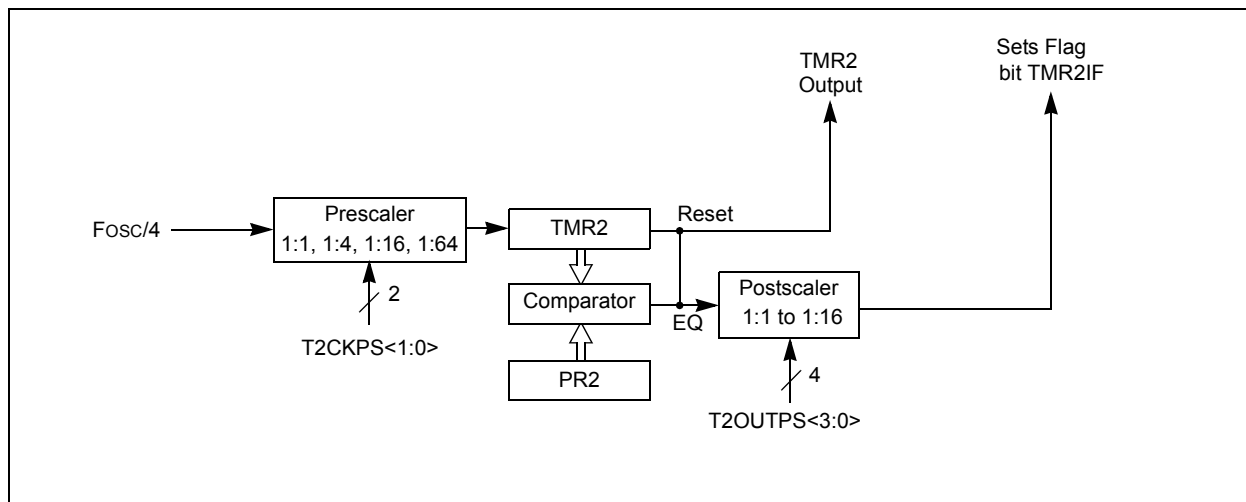 TMR2
Output
Sets Flag
bit TMR2IF
FOSC/4
Prescaler
1:1, 1:4, 1:16, 1:64
2
T2CKPS<1:0>
TMR2
Reset
Comparator
EQ
PR2
Postscaler
1:1 to 1:16
4
T2OUTPS<3:0>